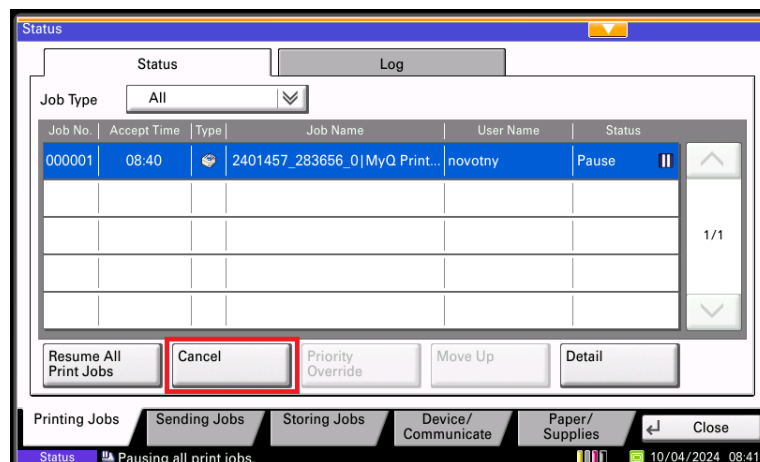 Status
Status
Log
Job Type
All
Job No. Accept Time Type Job Name User Name Status
000001 08:40 2401457_283656_0|MyQ Print... novotny Pause
1/1
Resume All
Print Jobs
Cancel
Priority
Override
Move Up
Detail
Printing Jobs
Sending Jobs
Storing Jobs
Device/
Communicate
Paper/
Supplies
Close
Status Pausing all print jobs. 10/04/2024 08:41